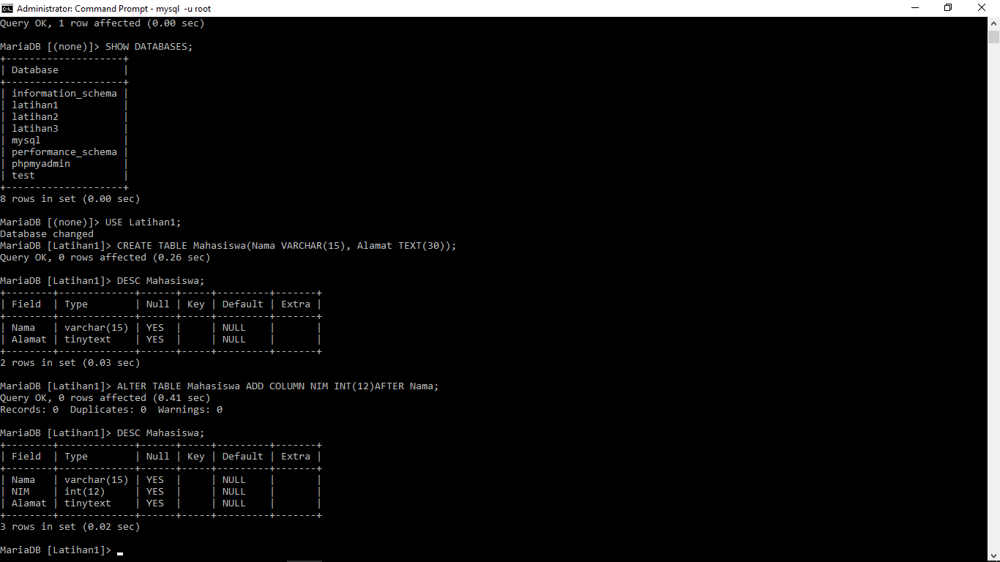 Administrator: Command Prompt - mysql  -u root
Query OK, 1 row affected (0.00 sec)

MariaDB [(none)]> SHOW DATABASES;
+--------------------+
| Database           |
+--------------------+
| information_schema |
| latihan1           |
| latihan2           |
| latihan3           |
| mysql              |
| performance_schema |
| phpmyadmin         |
| test               |
+--------------------+
8 rows in set (0.00 sec)

MariaDB [(none)]> USE Latihan1;
Database changed
MariaDB [Latihan1]> CREATE TABLE Mahasiswa(Nama VARCHAR(15), Alamat TEXT(30));
Query OK, 0 rows affected (0.26 sec)

MariaDB [Latihan1]> DESC Mahasiswa;
+--------+-------------+------+-----+---------+-------+
| Field  | Type        | Null | Key | Default | Extra |
+--------+-------------+------+-----+---------+-------+
| Nama   | varchar(15) | YES  |     | NULL    |       |
| Alamat | tinytext    | YES  |     | NULL    |       |
+--------+-------------+------+-----+---------+-------+
2 rows in set (0.03 sec)

MariaDB [Latihan1]> ALTER TABLE Mahasiswa ADD COLUMN NIM INT(12)AFTER Nama;
Query OK, 0 rows affected (0.41 sec)
Records: 0  Duplicates: 0  Warnings: 0

MariaDB [Latihan1]> DESC Mahasiswa;
+--------+-------------+------+-----+---------+-------+
| Field  | Type        | Null | Key | Default | Extra |
+--------+-------------+------+-----+---------+-------+
| Nama   | varchar(15) | YES  |     | NULL    |       |
| NIM    | int(12)     | YES  |     | NULL    |       |
| Alamat | tinytext    | YES  |     | NULL    |       |
+--------+-------------+------+-----+---------+-------+
3 rows in set (0.02 sec)

MariaDB [Latihan1]> _